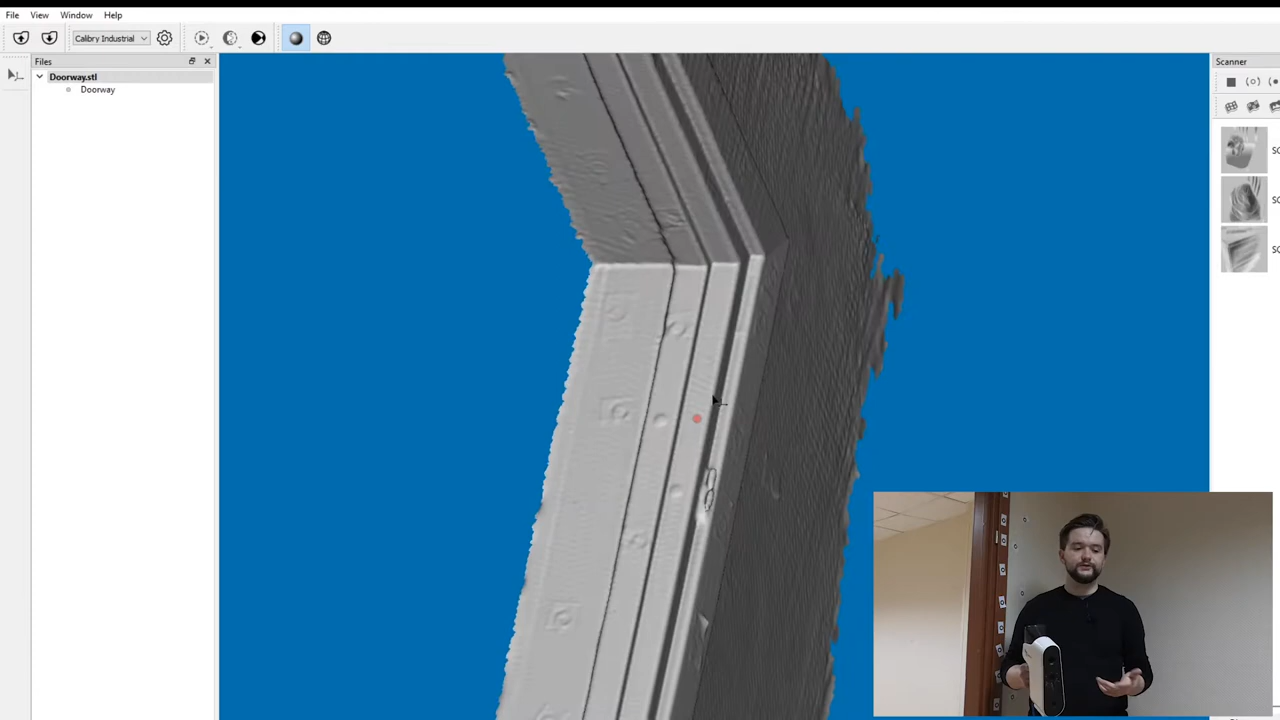 File View Window Help
Calibry Industrial
Files
Scanner
Doorway.stl
Doorway